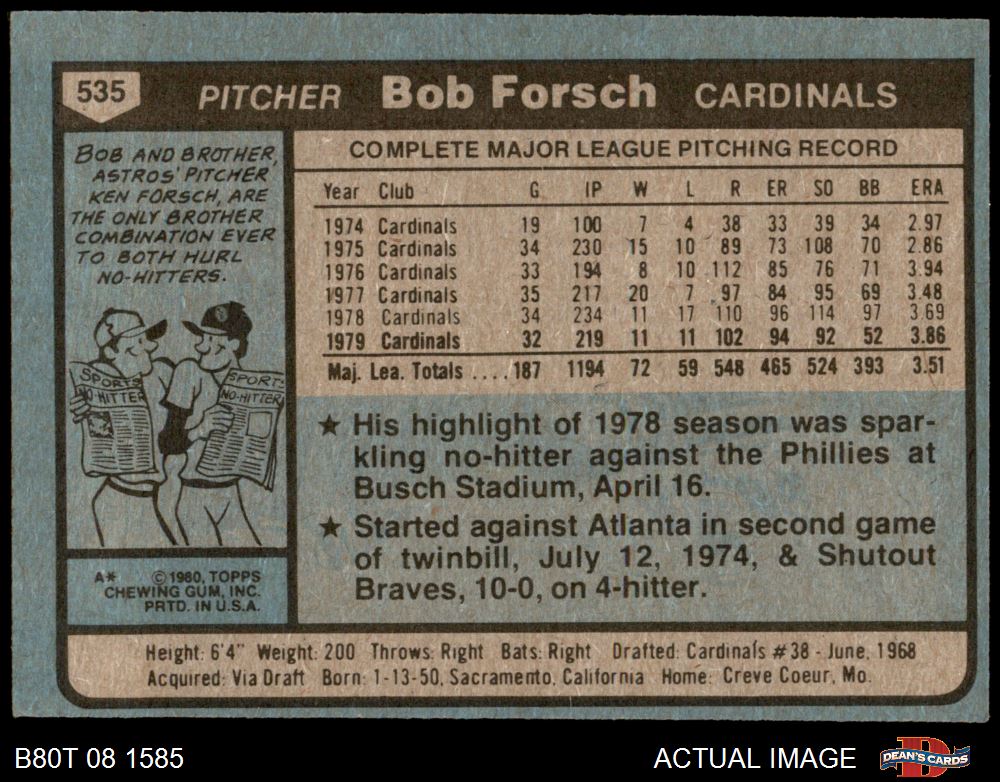 535 PITCHER Bob Forsch CARDINALS
BOB AND BROTHER,
ASTROS' PITCHER
KEN FORSCH, ARE
THE ONLY BROTHER
COMBINATION EVER
TO BOTH HURL
NO-HITTERS.
SPORTS
NO-HITTER
SPORTS
NO-HITTER
A* © 1980, TOPPS
CHEWING GUM, INC.
PRTD. IN U.S.A.
COMPLETE MAJOR LEAGUE PITCHING RECORD
Year Club G IP W L R ER SO BB ERA
1974 Cardinals 19 100 7 4 38 33 39 34 2.97
1975 Cardinals 34 230 15 10 89 73 108 70 2.86
1976 Cardinals 33 194 8 10 112 85 76 71 3.94
1977 Cardinals 35 217 20 7 97 84 95 69 3.48
1978 Cardinals 34 234 11 17 110 96 114 97 3.69
1979 Cardinals 32 219 11 11 102 94 92 52 3.86
Maj. Lea. Totals .... 187 1194 72 59 548 465 524 393 3.51
★ His highlight of 1978 season was spar-
kling no-hitter against the Phillies at
Busch Stadium, April 16.
★ Started against Atlanta in second game
of twinbill, July 12, 1974, & Shutout
Braves, 10-0, on 4-hitter.
Height: 6'4" Weight: 200 Throws: Right Bats: Right Drafted: Cardinals #38 - June, 1968
Acquired: Via Draft Born: 1-13-50, Sacramento, California Home: Creve Coeur, Mo.
B80T 08 1585
ACTUAL IMAGE
DEAN'S CARDS